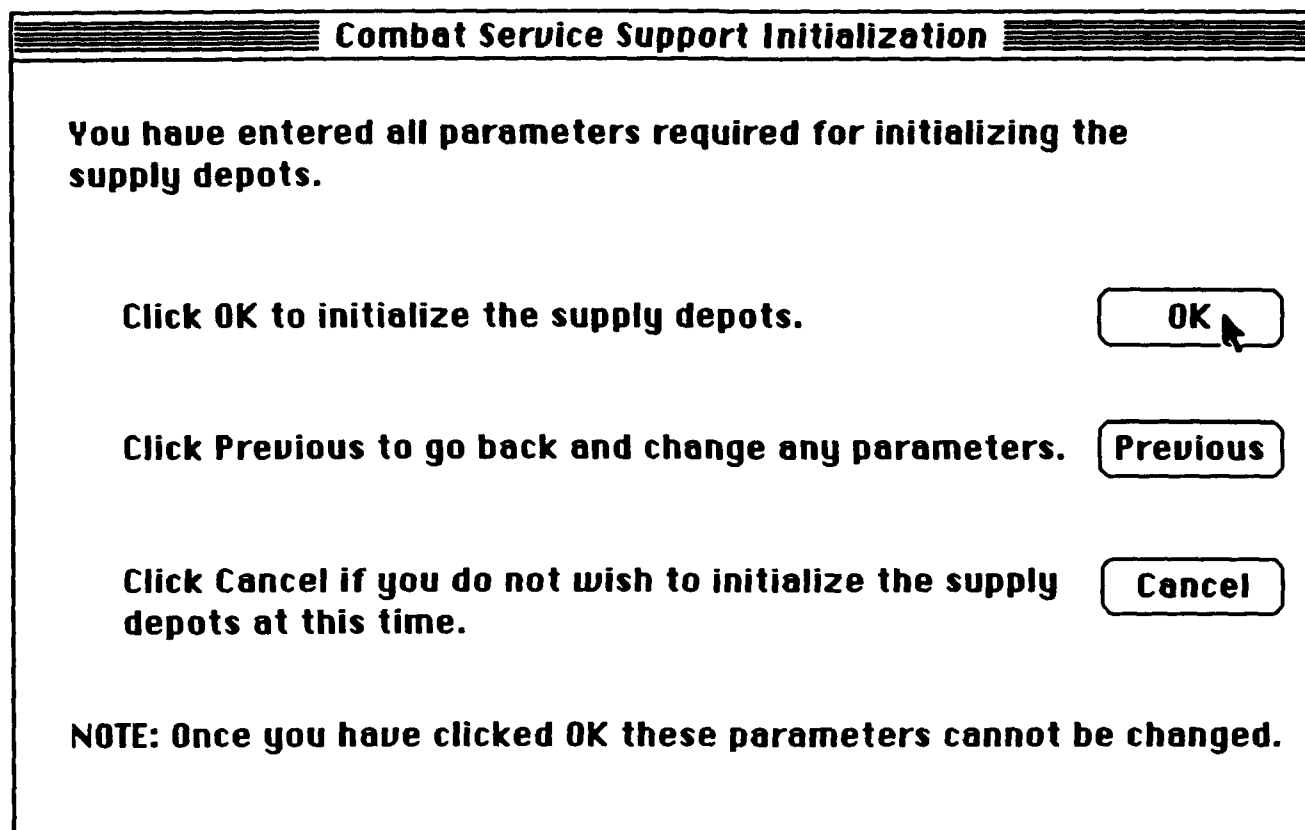 Combat Service Support Initialization
You have entered all parameters required for initializing the
supply depots.
Click OK to initialize the supply depots.
OK
Click Previous to go back and change any parameters.
Previous
Click Cancel if you do not wish to initialize the supply
depots at this time.
Cancel
NOTE: Once you have clicked OK these parameters cannot be changed.